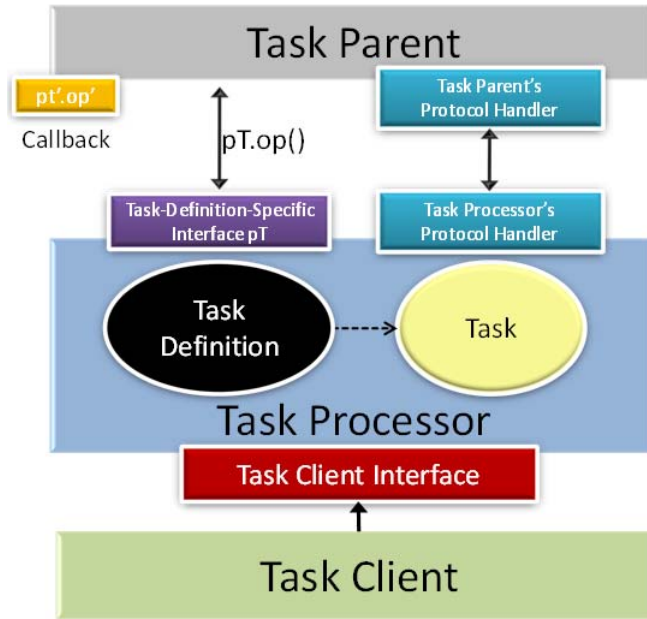 Task Parent
pt'.op'
Callback
pT.op()
Task Parent's
Protocol Handler
Task-Definition-Specific
Interface pT
Task Processor's
Protocol Handler
Task
Definition
Task
Task Processor
Task Client Interface
Task Client